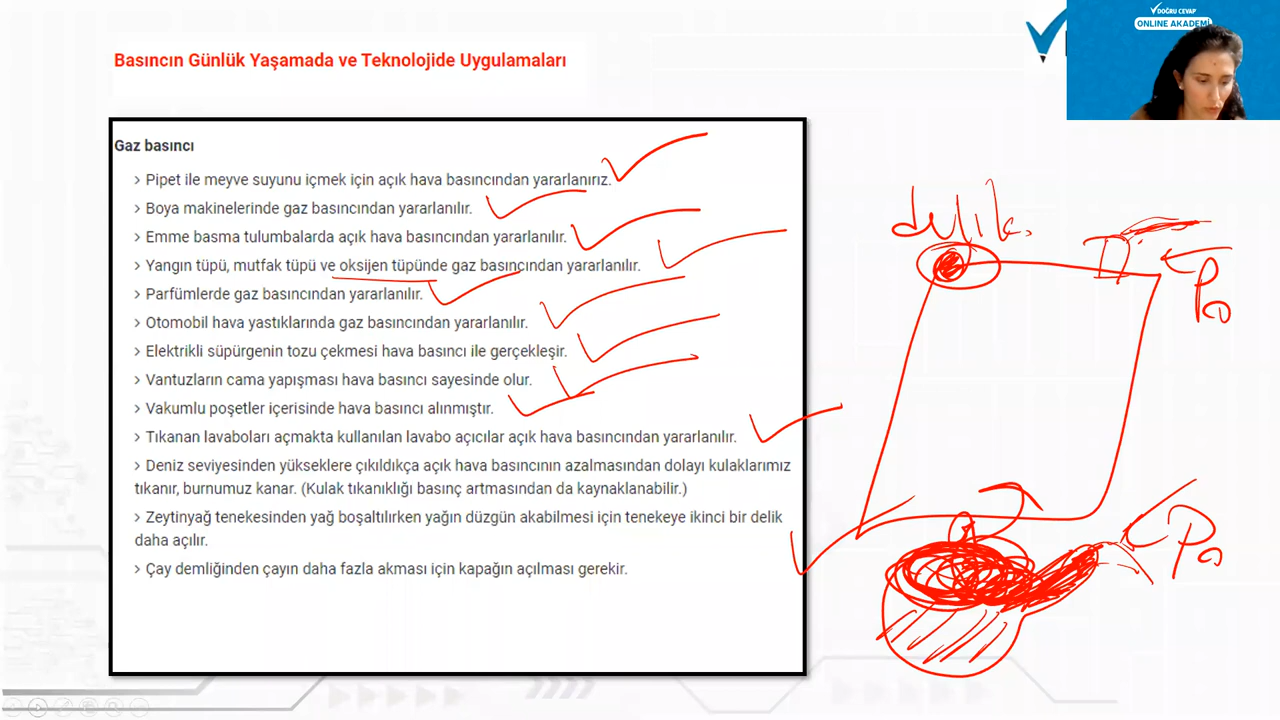 DOĞRU CEVAP
ONLINE AKADEMİ
Basıncın Günlük Yaşamada ve Teknolojide Uygulamaları
Gaz basıncı
> Pipet ile meyve suyunu içmek için açık hava basıncından yararlanırız.
> Boya makinelerinde gaz basıncından yararlanılır.
> Emme basma tulumbalarda açık hava basıncından yararlanılır.
> Yangın tüpü, mutfak tüpü ve oksijen tüpünde gaz basıncından yararlanılır.
> Parfümlerde gaz basıncından yararlanılır.
> Otomobil hava yastıklarında gaz basıncından yararlanılır.
> Elektrikli süpürgenin tozu çekmesi hava basıncı ile gerçekleşir.
> Vantuzların cama yapışması hava basıncı sayesinde olur.
> Vakumlu poşetler içerisinde hava basıncı alınmıştır.
> Tıkanan lavaboları açmakta kullanılan lavabo açıcılar açık hava basıncından yararlanılır.
> Deniz seviyesinden yükseklere çıkıldıkça açık hava basıncının azalmasından dolayı kulaklarımız
tıkanır, burnumuz kanar. (Kulak tıkanıklığı basınç artmasından da kaynaklanabilir.)
> Zeytinyağ tenekesinden yağ boşaltılırken yağın düzgün akabilmesi için tenekeye ikinci bir delik
daha açılır.
> Çay demliğinden çayın daha fazla akması için kapağın açılması gerekir.
delik.
P0
P0